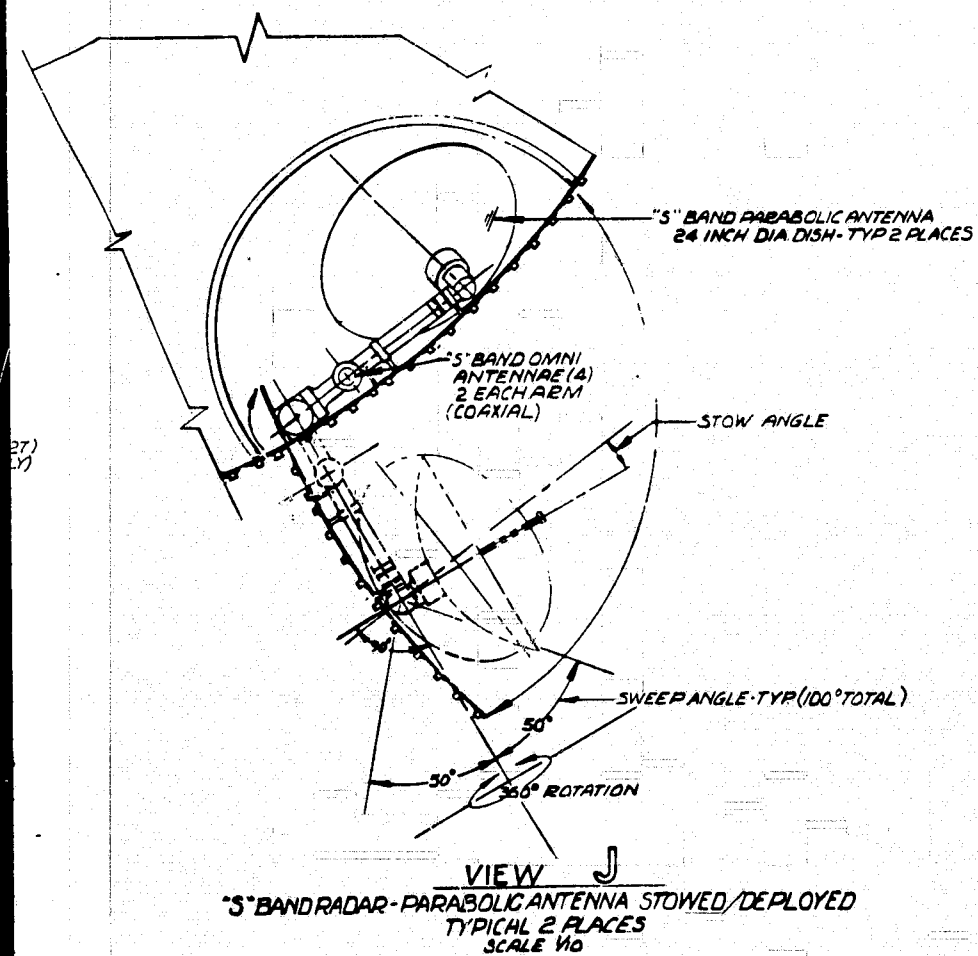 "S" BAND PARABOLIC ANTENNA
24 INCH DIA. DISH - TYP 2 PLACES
"S" BAND OMNI
ANTENNAE (4)
2 EACH ARM
(COAXIAL)
STOW ANGLE
SWEEP ANGLE-TYP. (100° TOTAL)
50°
50°
360° ROTATION
VIEW J
"S" BAND RADAR - PARABOLIC ANTENNA STOWED/DEPLOYED
TYPICAL 2 PLACES
SCALE 1/10